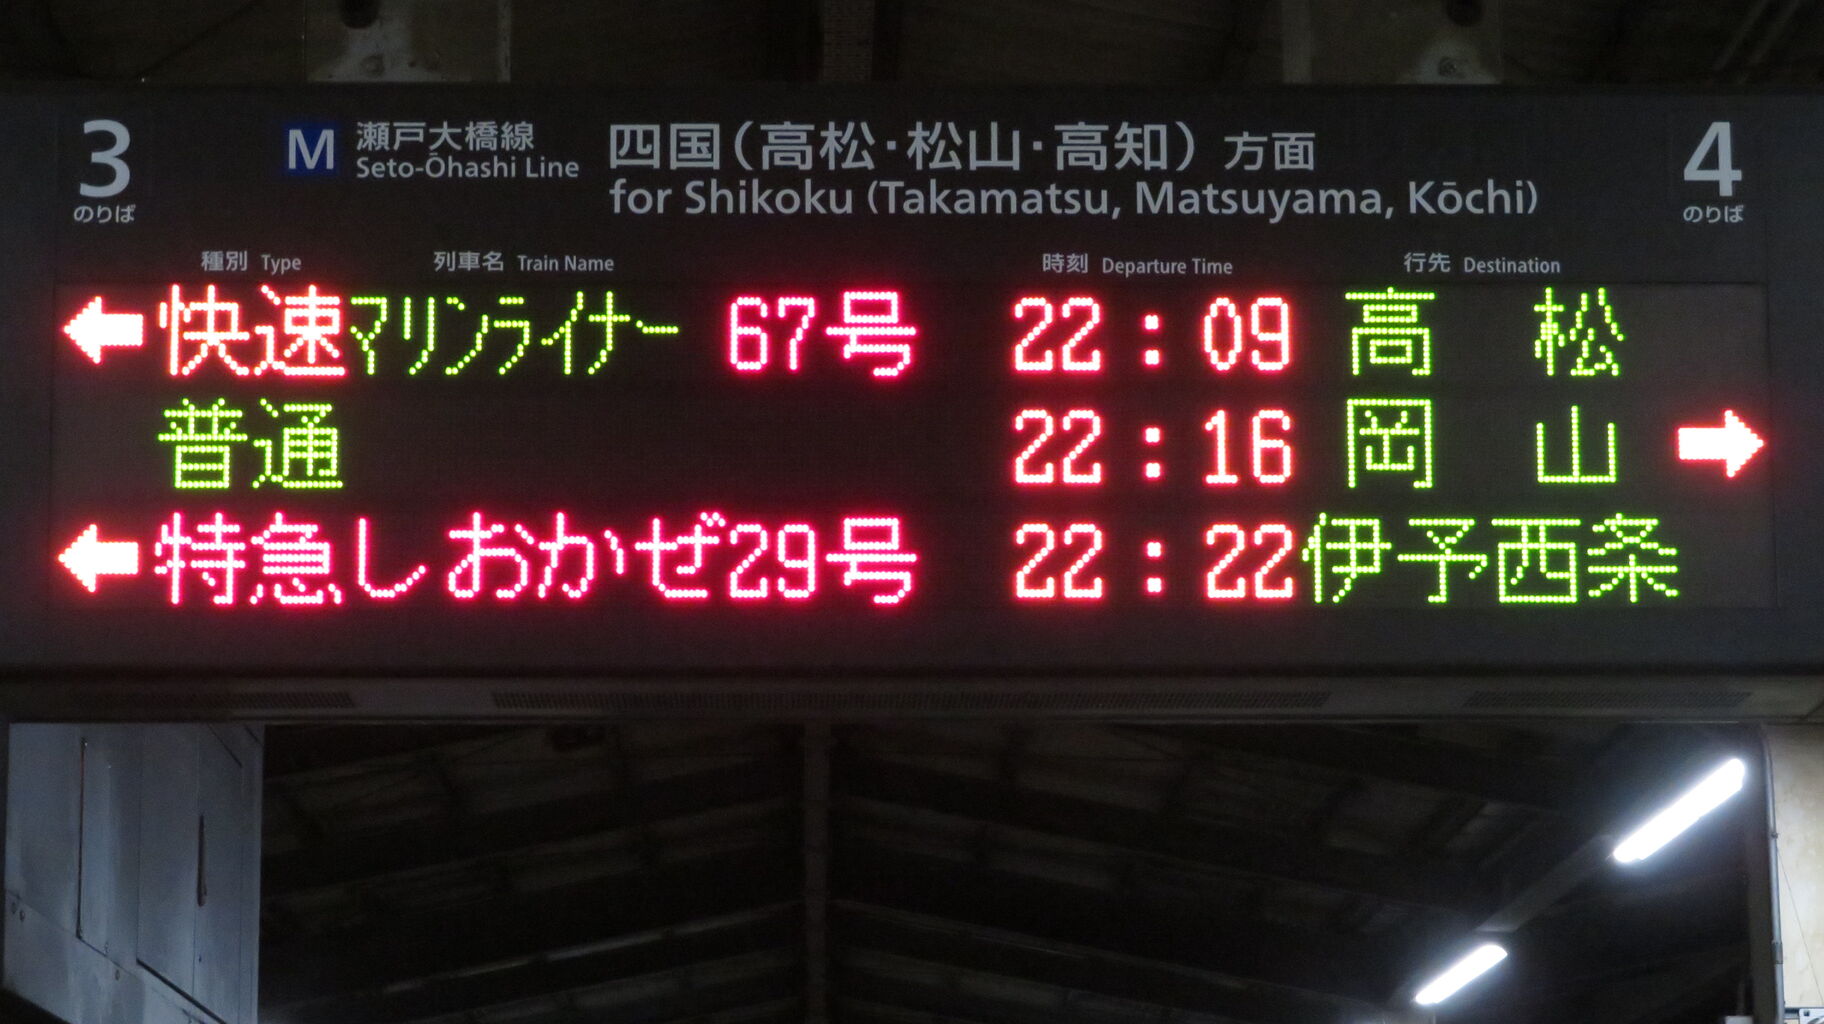 3 のりば
M 瀬戸大橋線 四国(高松・松山・高知) 方面
Seto-Ōhashi Line for Shikoku (Takamatsu, Matsuyama, Kōchi)
4 のりば
種別 Type 列車名 Train Name 時刻 Departure Time 行先 Destination
← 快速 マリンライナー 67号 22:09 高松
普通 22:16 岡山 →
← 特急 しおかぜ 29号 22:22 伊予西条